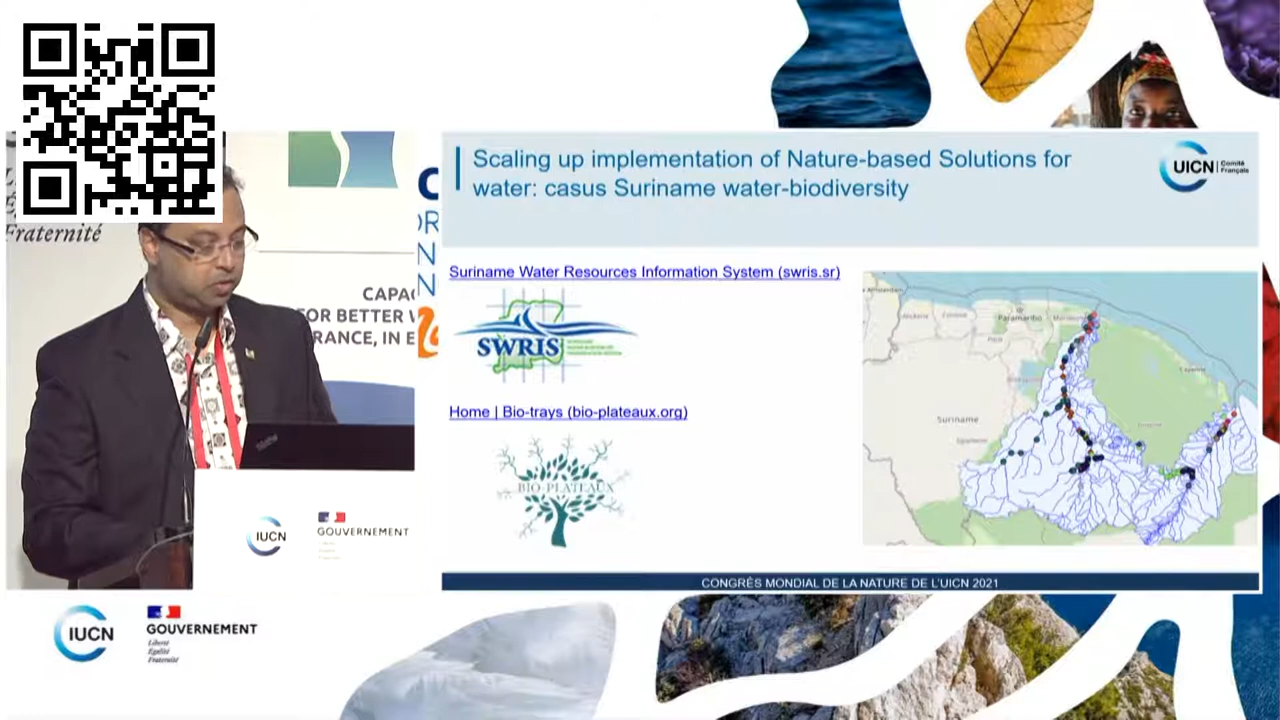 Fraternité
CAPAC
FOR BETTER W
RANCE, IN E
IUCN
GOUVERNEMENT
Scaling up implementation of Nature-based Solutions for
water: casus Suriname water-biodiversity
UICN
Comité
Français
Suriname Water Resources Information System (swris.sr)
SWRIS
Home | Bio-trays (bio-plateaux.org)
BIO-PLATEAUX
Paramaribo
Suriname
Cayenne
CONGRÈS MONDIAL DE LA NATURE DE L'UICN 2021
IUCN
GOUVERNEMENT
Liberté
Égalité
Fraternité